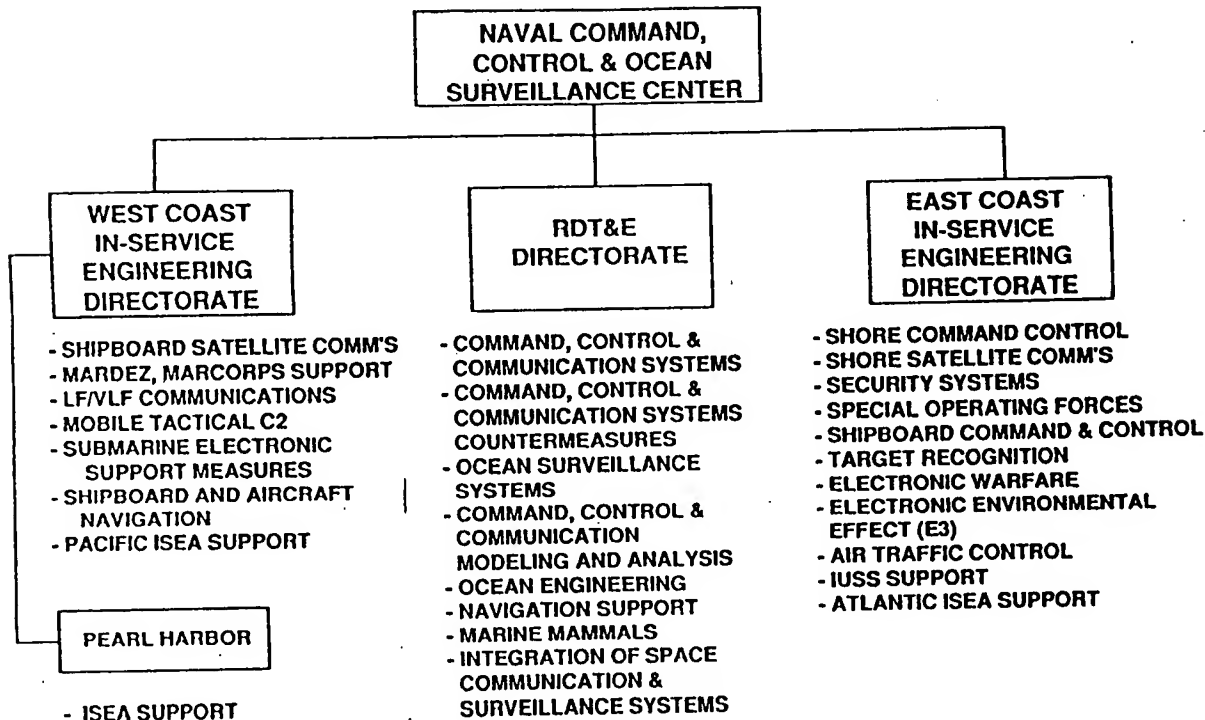 NAVAL COMMAND,
CONTROL & OCEAN
SURVEILLANCE CENTER
WEST COAST
IN-SERVICE
ENGINEERING
DIRECTORATE
- SHIPBOARD SATELLITE COMM'S
- MARDEZ, MARCORPS SUPPORT
- LF/VLF COMMUNICATIONS
- MOBILE TACTICAL C2
- SUBMARINE ELECTRONIC
SUPPORT MEASURES
- SHIPBOARD AND AIRCRAFT
NAVIGATION
- PACIFIC ISEA SUPPORT
PEARL HARBOR
- ISEA SUPPORT
RDT&E
DIRECTORATE
- COMMAND, CONTROL &
COMMUNICATION SYSTEMS
- COMMAND, CONTROL &
COMMUNICATION SYSTEMS
COUNTERMEASURES
- OCEAN SURVEILLANCE
SYSTEMS
- COMMAND, CONTROL &
COMMUNICATION
MODELING AND ANALYSIS
- OCEAN ENGINEERING
- NAVIGATION SUPPORT
- MARINE MAMMALS
- INTEGRATION OF SPACE
COMMUNICATION &
SURVEILLANCE SYSTEMS
EAST COAST
IN-SERVICE
ENGINEERING
DIRECTORATE
- SHORE COMMAND CONTROL
- SHORE SATELLITE COMM'S
- SECURITY SYSTEMS
- SPECIAL OPERATING FORCES
- SHIPBOARD COMMAND & CONTROL
- TARGET RECOGNITION
- ELECTRONIC WARFARE
- ELECTRONIC ENVIRONMENTAL
EFFECT (E3)
- AIR TRAFFIC CONTROL
- IUSS SUPPORT
- ATLANTIC ISEA SUPPORT